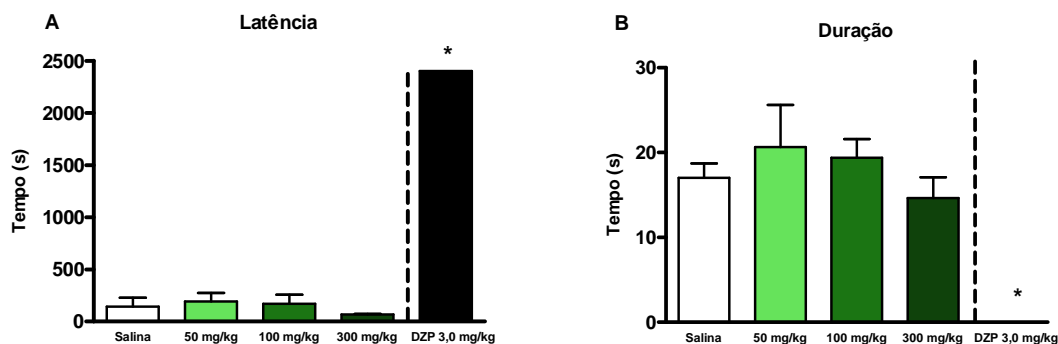 A
Latência
*
2500
2000
1500
1000
500
0
Tempo (s)
Salina 50 mg/kg 100 mg/kg 300 mg/kg DZP 3,0 mg/kg
B
Duração
30
20
10
0
Tempo (s)
*
Salina 50 mg/kg 100 mg/kg 300 mg/kg DZP 3,0 mg/kg